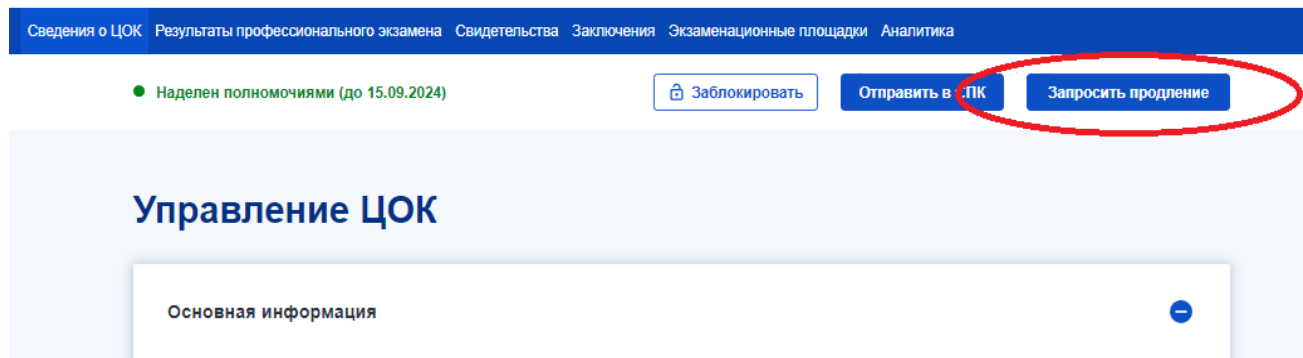 Сведения о ЦОК Результаты профессионального экзамена Свидетельства Заключения Экзаменационные площадки Аналитика
Наделен полномочиями (до 15.09.2024) Заблокировать Отправить в СПК Запросить продление
Управление ЦОК
Основная информация